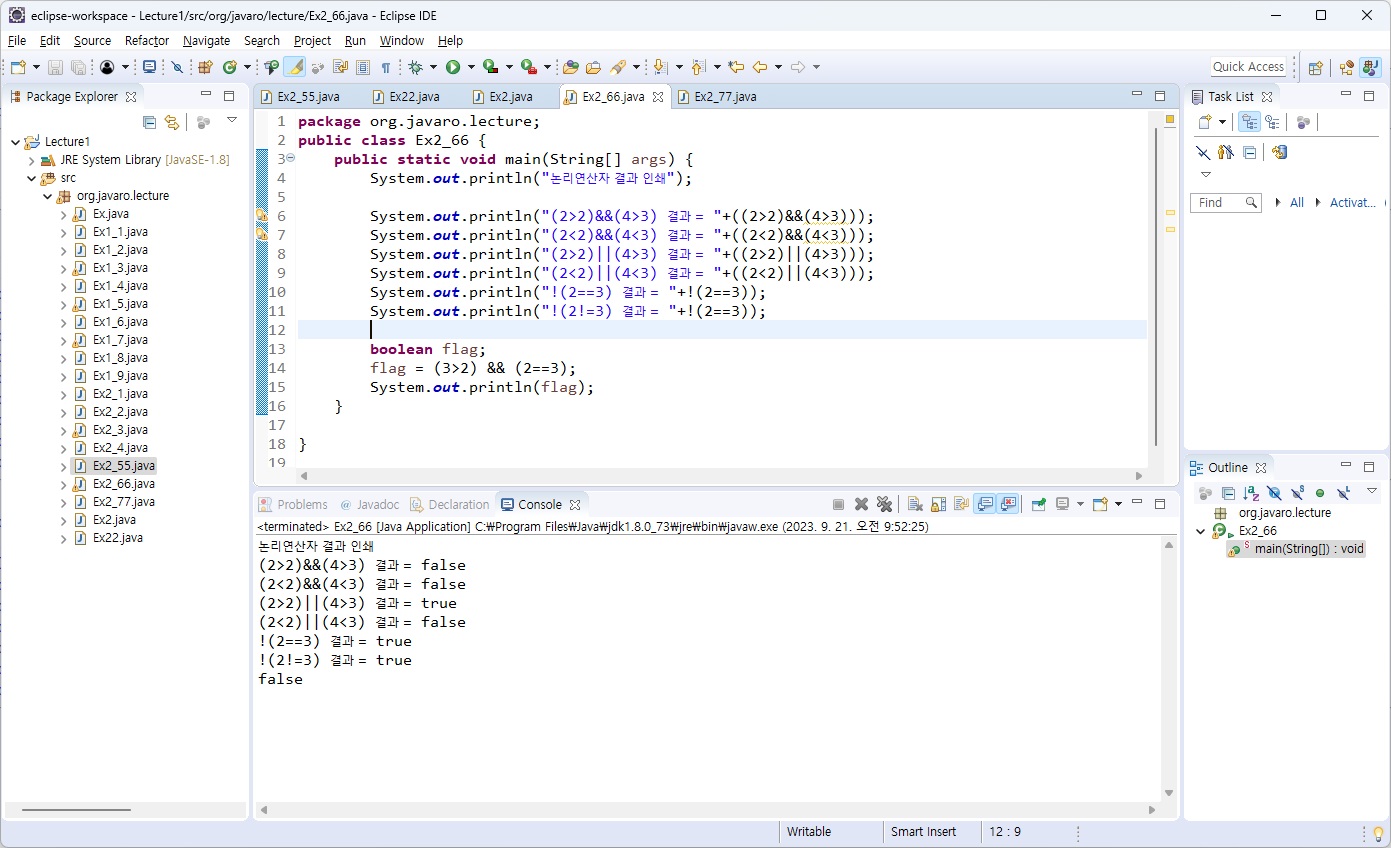 eclipse-workspace - Lecture1/src/org/javaro/lecture/Ex2_66.java - Eclipse IDE
File Edit Source Refactor Navigate Search Project Run Window Help
Quick Access
Package Explorer
Lecture1
JRE System Library [JavaSE-1.8]
src
org.javaro.lecture
Ex.java
Ex1_1.java
Ex1_2.java
Ex1_3.java
Ex1_4.java
Ex1_5.java
Ex1_6.java
Ex1_7.java
Ex1_8.java
Ex1_9.java
Ex2_1.java
Ex2_2.java
Ex2_3.java
Ex2_4.java
Ex2_55.java
Ex2_66.java
Ex2_77.java
Ex2.java
Ex22.java
Ex2_55.java Ex22.java Ex2.java Ex2_66.java Ex2_77.java
1 package org.javaro.lecture;
2 public class Ex2_66 {
3 public static void main(String[] args) {
4 System.out.println("논리연산자 결과 인쇄");
5
6 System.out.println("(2>2)&&(4>3) 결과 = "+((2>2)&&(4>3)));
7 System.out.println("(2<2)&&(4<3) 결과 = "+((2<2)&&(4<3)));
8 System.out.println("(2>2)||(4>3) 결과 = "+((2>2)||(4>3)));
9 System.out.println("(2<2)||(4<3) 결과 = "+((2<2)||(4<3)));
10 System.out.println("!(2==3) 결과 = "+!(2==3));
11 System.out.println("!(2!=3) 결과 = "+!(2==3));
12
13 boolean flag;
14 flag = (3>2) && (2==3);
15 System.out.println(flag);
16 }
17
18 }
19
Problems Javadoc Declaration Console
<terminated> Ex2_66 [Java Application] C:₩Program Files₩Java₩jdk1.8.0_73₩jre₩bin₩javaw.exe (2023. 9. 21. 오전 9:52:25)
논리연산자 결과 인쇄
(2>2)&&(4>3) 결과 = false
(2<2)&&(4<3) 결과 = false
(2>2)||(4>3) 결과 = true
(2<2)||(4<3) 결과 = false
!(2==3) 결과 = true
!(2!=3) 결과 = true
false
Task List
Find All Activat...
Outline
org.javaro.lecture
Ex2_66
main(String[]) : void
Writable Smart Insert 12 : 9